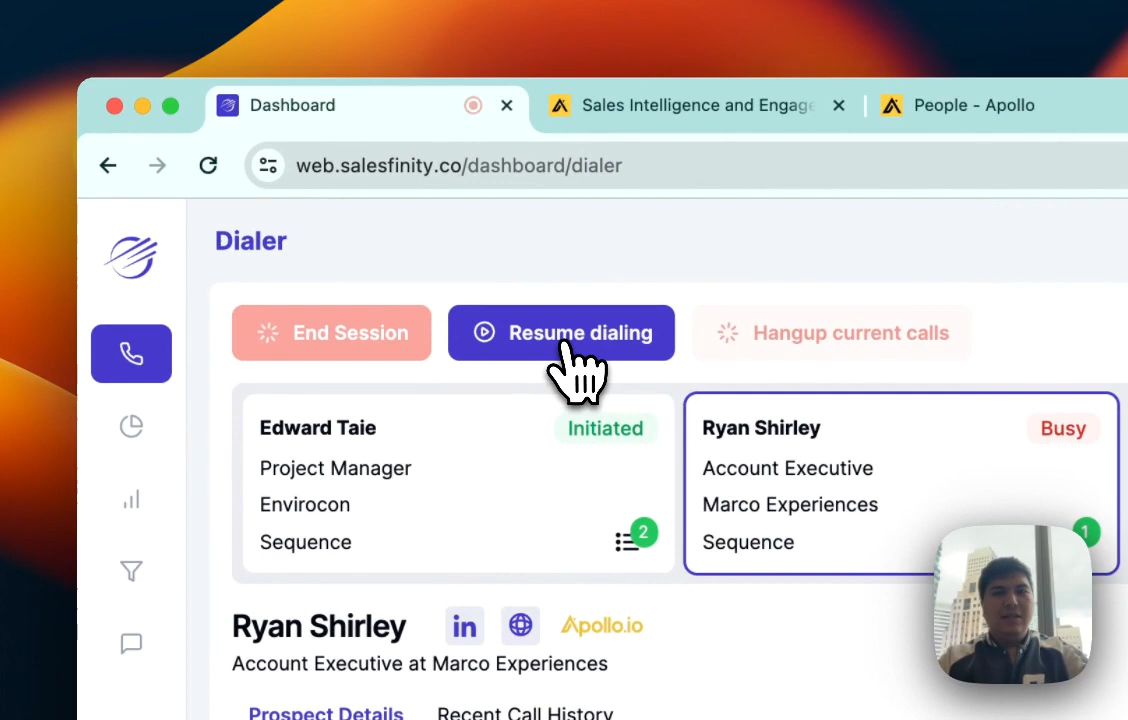 Dashboard
Sales Intelligence and Engage
People - Apollo
web.salesfinity.co/dashboard/dialer
Dialer
End Session
Resume dialing
Hangup current calls
Edward Taie
Initiated
Project Manager
Envirocon
Sequence
2
Ryan Shirley
Busy
Account Executive
Marco Experiences
Sequence
1
Ryan Shirley
in
Apollo.io
Account Executive at Marco Experiences
Prospect Details
Recent Call History